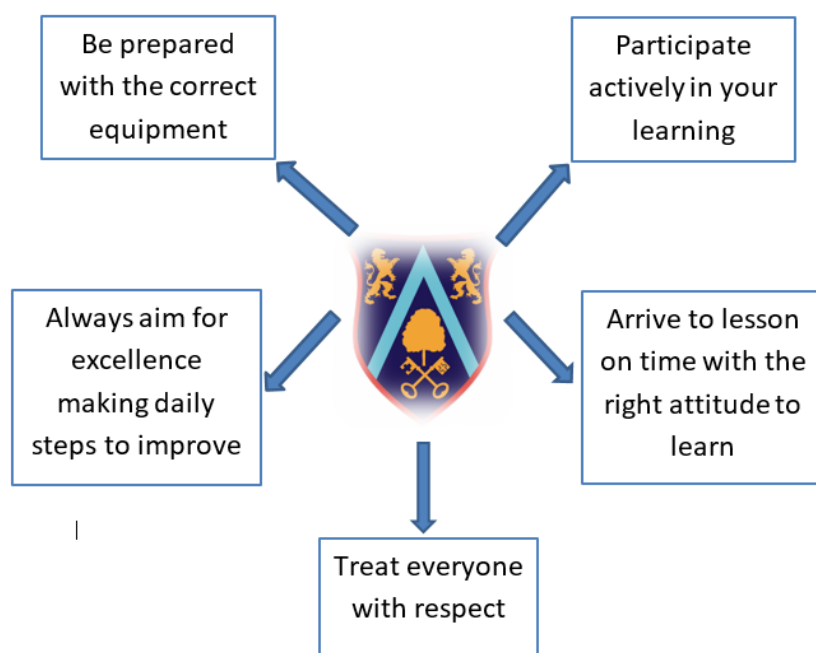 Be prepared
with the correct
equipment
Participate
actively in your
learning
Always aim for
excellence
making daily
steps to improve
Arrive to lesson
on time with the
right attitude to
learn
Treat everyone
with respect